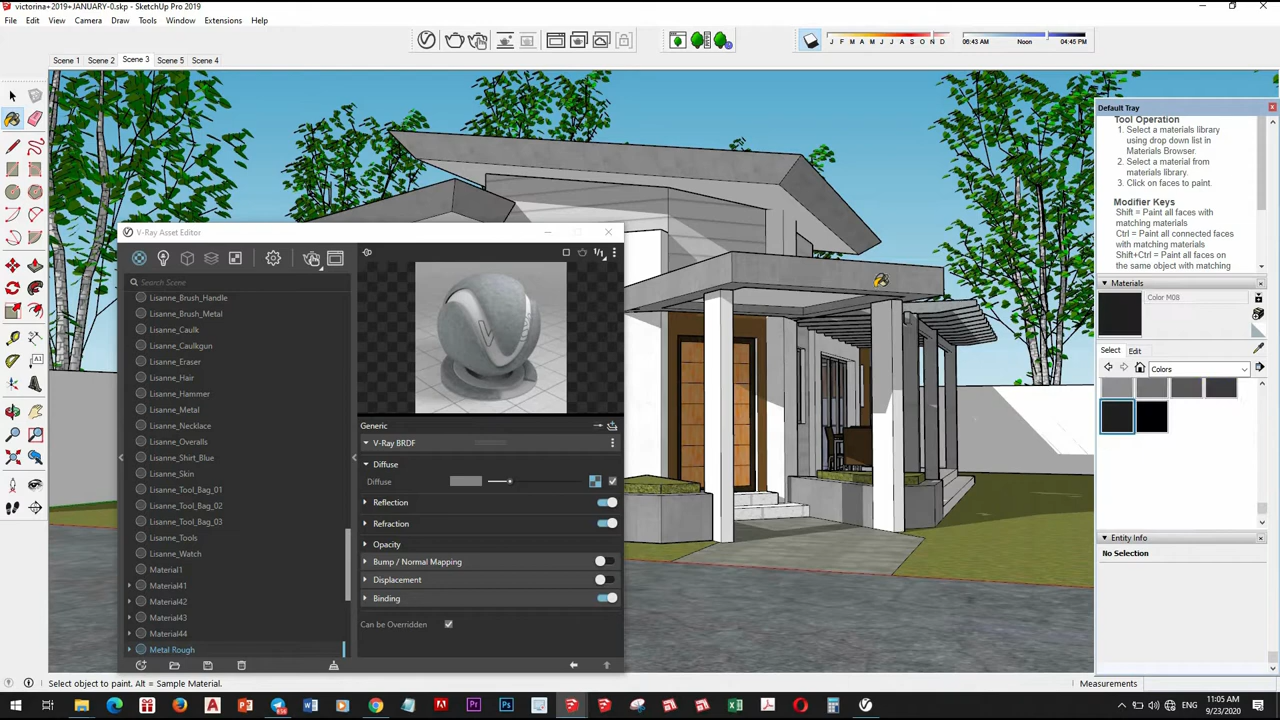 victorina+2019+JANUARY-0.skp - SketchUp Pro 2019
File Edit View Camera Draw Tools Window Extensions Help
J F M A M J J A S O N D
06:43 AM Noon 04:45 PM
Scene 1 Scene 2 Scene 3 Scene 5 Scene 4
Default Tray
Tool Operation
1. Select a materials library
using drop down list in
Materials Browser.
2. Select a material from
materials library.
3. Click on faces to paint.
Modifier Keys
Shift = Paint all faces with
matching materials
Ctrl = Paint all connected faces
with matching materials
Shift+Ctrl = Paint all faces on
the same object with matching
Materials
Color M08
Select Edit
Colors
Entity Info
No Selection
V-Ray Asset Editor
Search Scene
1/1
Lisanne_Brush_Handle
Lisanne_Brush_Metal
Lisanne_Caulk
Lisanne_Caulkgun
Lisanne_Eraser
Lisanne_Hair
Lisanne_Hammer
Lisanne_Metal
Lisanne_Necklace
Lisanne_Overalls
Lisanne_Shirt_Blue
Lisanne_Skin
Lisanne_Tool_Bag_01
Lisanne_Tool_Bag_02
Lisanne_Tool_Bag_03
Lisanne_Tools
Lisanne_Watch
Material1
Material41
Material42
Material43
Material44
Metal Rough
Generic
V-Ray BRDF
Diffuse
Diffuse
Reflection
Refraction
Opacity
Bump / Normal Mapping
Displacement
Binding
Can be Overridden
Select object to paint. Alt = Sample Material.
Measurements
ENG
11:05 AM
9/23/2020